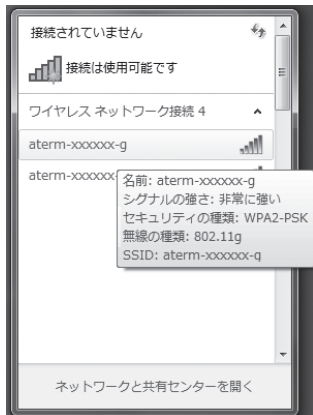 接続されていません
接続は使用可能です
ワイヤレス ネットワーク接続 4
aterm-xxxxxx-g
aterm-xxxxxx-
名前: aterm-xxxxxx-g
シグナルの強さ: 非常に強い
セキュリティの種類: WPA2-PSK
無線の種類: 802.11g
SSID: aterm-xxxxxx-g
ネットワークと共有センターを開く